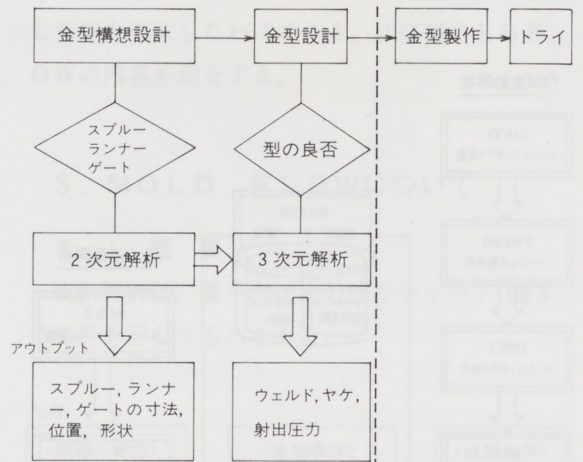 金型構想設計
金型設計
金型製作
トライ
スプルー
ランナー
ゲート
型の良否
2次元解析
3次元解析
アウトプット
スプルー,ランナ
ー,ゲートの寸法,
位置, 形状
ウェルド,ヤケ,
射出圧力